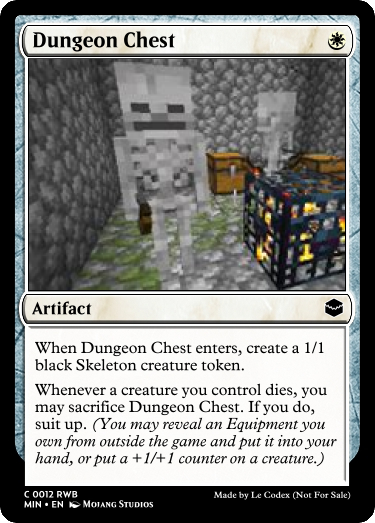 Dungeon Chest
Artifact
When Dungeon Chest enters, create a 1/1
black Skeleton creature token.
Whenever a creature you control dies, you
may sacrifice Dungeon Chest. If you do,
suit up. (You may reveal an Equipment you
own from outside the game and put it into your
hand, or put a +1/+1 counter on a creature.)
C 0012 RWB
MIN • EN Mojang Studios
Made by Le Codex (Not For Sale)